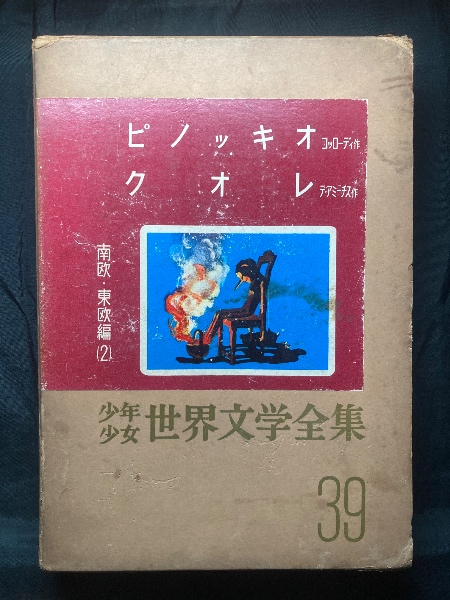 ピノッキオ コッローディ作
クオレ デ・アミーチス作
南欧・東欧編(2)
少年少女 世界文学全集
39